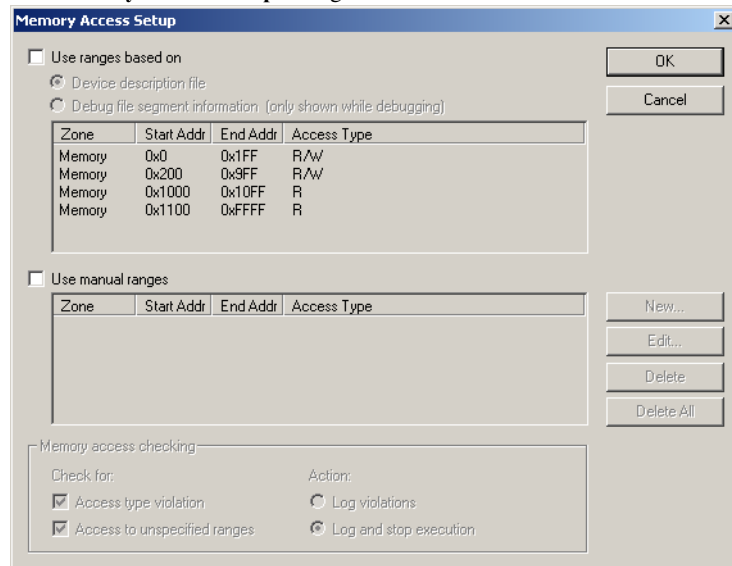 Memory Access Setup
Use ranges based on
OK
Device description file
Debug file segment information (only shown while debugging)
Cancel
Zone Start Addr End Addr Access Type
Memory 0x0 0x1FF R/W
Memory 0x200 0x9FF R/W
Memory 0x1000 0x10FF R
Memory 0x1100 0xFFFF R
Use manual ranges
Zone Start Addr End Addr Access Type
New...
Edit...
Delete
Delete All
Memory access checking
Check for: Action:
Access type violation Log violations
Access to unspecified ranges Log and stop execution